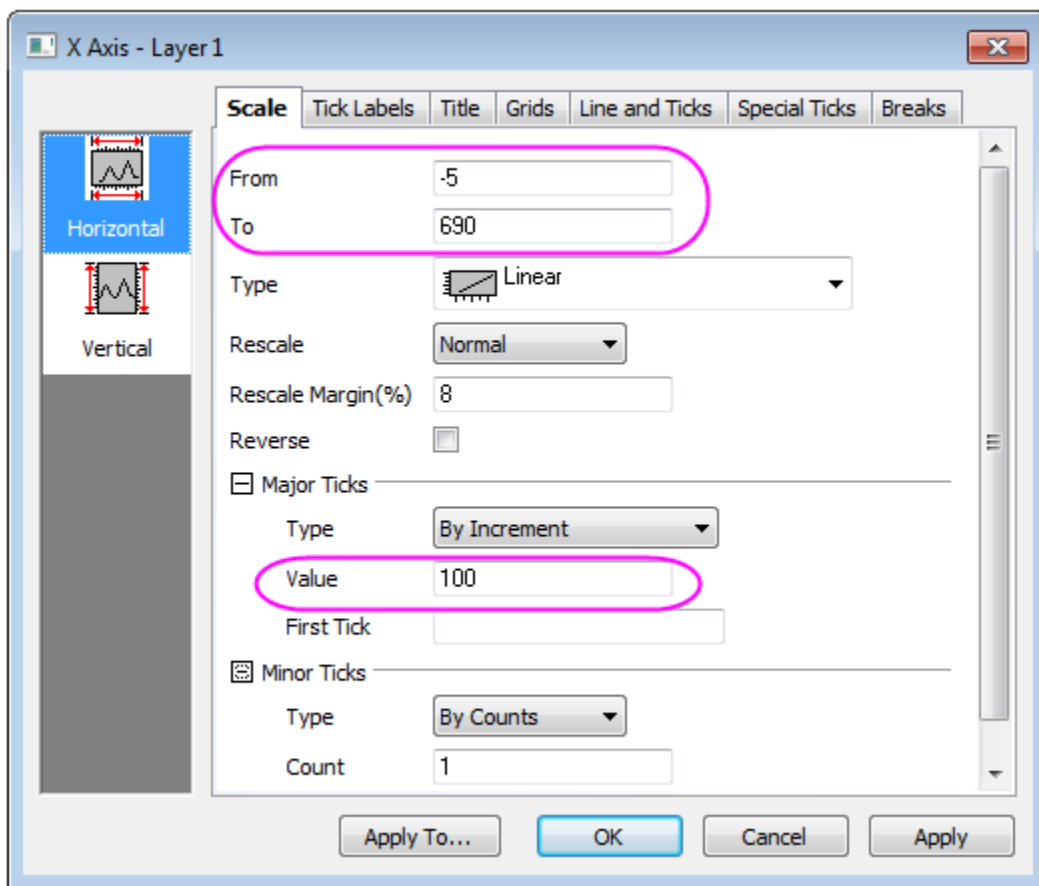 X Axis - Layer 1
Scale Tick Labels Title Grids Line and Ticks Special Ticks Breaks
Horizontal
Vertical
From -5
To 690
Type Linear
Rescale Normal
Rescale Margin(%) 8
Reverse
Major Ticks
Type By Increment
Value 100
First Tick
Minor Ticks
Type By Counts
Count 1
Apply To... OK Cancel Apply